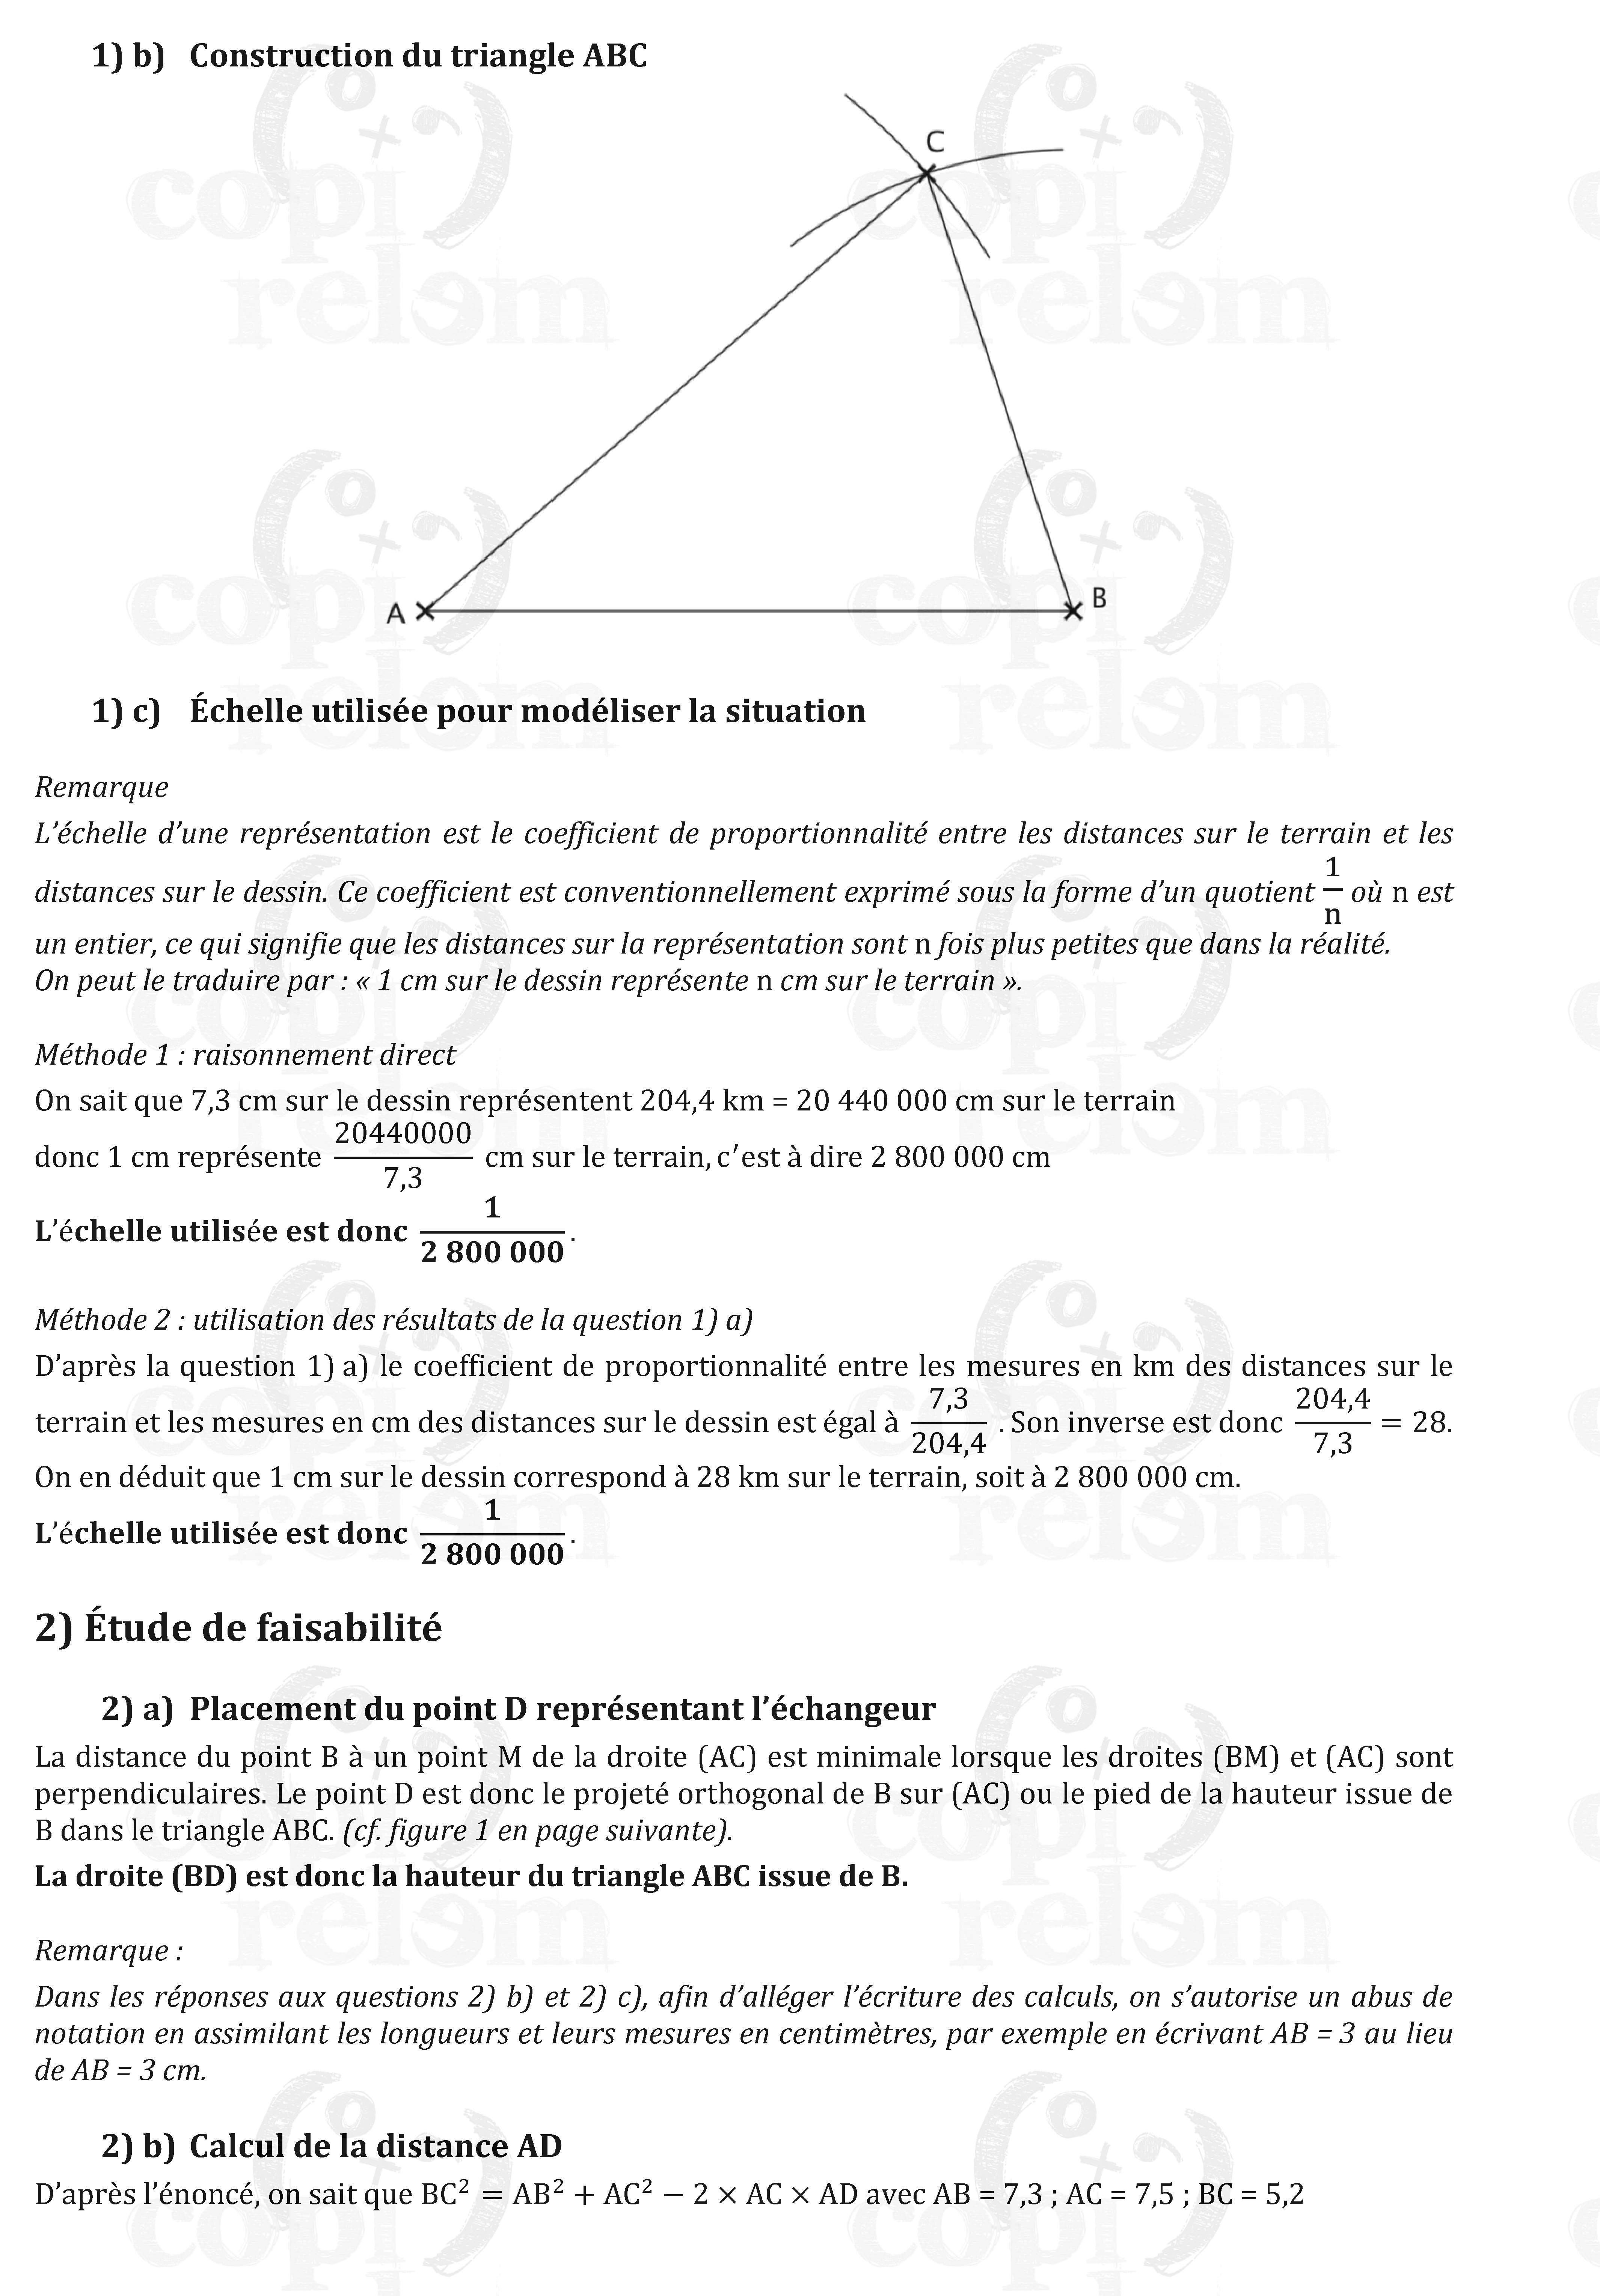 1) b) Construction du triangle ABC
C
A
B
1) c) Échelle utilisée pour modéliser la situation
Remarque
L’échelle d’une représentation est le coefficient de proportionnalité entre les distances sur le terrain et les
distances sur le dessin. Ce coefficient est conventionnellement exprimé sous la forme d’un quotient 1/n où n est
un entier, ce qui signifie que les distances sur la représentation sont n fois plus petites que dans la réalité.
On peut le traduire par : « 1 cm sur le dessin représente n cm sur le terrain ».
Méthode 1 : raisonnement direct
On sait que 7,3 cm sur le dessin représentent 204,4 km = 20 440 000 cm sur le terrain
donc 1 cm représente 20440000/7,3 cm sur le terrain, c′est à dire 2 800 000 cm
L’échelle utilisée est donc 1/2 800 000.
Méthode 2 : utilisation des résultats de la question 1) a)
D’après la question 1) a) le coefficient de proportionnalité entre les mesures en km des distances sur le
terrain et les mesures en cm des distances sur le dessin est égal à 7,3/204,4 . Son inverse est donc 204,4/7,3 = 28.
On en déduit que 1 cm sur le dessin correspond à 28 km sur le terrain, soit à 2 800 000 cm.
L’échelle utilisée est donc 1/2 800 000.
2) Étude de faisabilité
2) a) Placement du point D représentant l’échangeur
La distance du point B à un point M de la droite (AC) est minimale lorsque les droites (BM) et (AC) sont
perpendiculaires. Le point D est donc le projeté orthogonal de B sur (AC) ou le pied de la hauteur issue de
B dans le triangle ABC. (cf. figure 1 en page suivante).
La droite (BD) est donc la hauteur du triangle ABC issue de B.
Remarque :
Dans les réponses aux questions 2) b) et 2) c), afin d’alléger l’écriture des calculs, on s’autorise un abus de
notation en assimilant les longueurs et leurs mesures en centimètres, par exemple en écrivant AB = 3 au lieu
de AB = 3 cm.
2) b) Calcul de la distance AD
D’après l’énoncé, on sait que BC² = AB² + AC² − 2 × AC × AD avec AB = 7,3 ; AC = 7,5 ; BC = 5,2